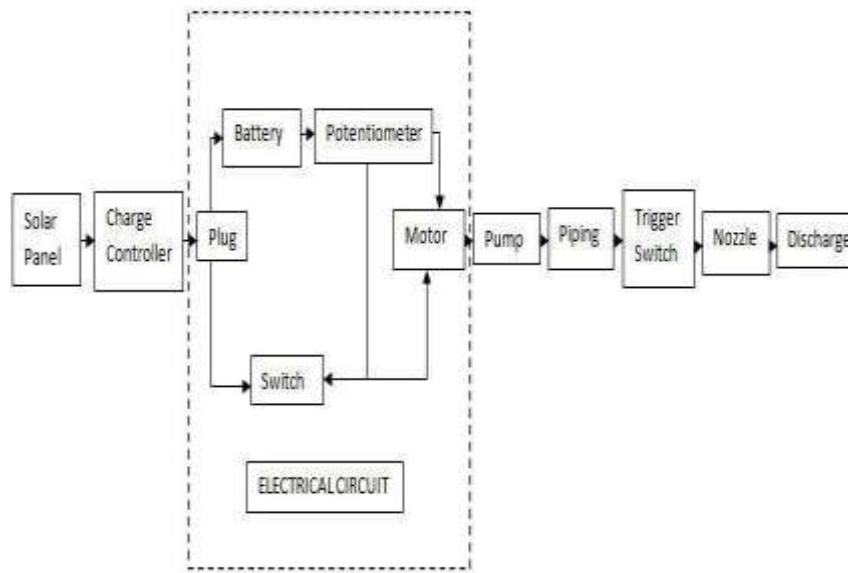 Battery
Potentiometer
Solar
Panel
Charge
Controller
Plug
Motor
Pump
Piping
Trigger
Switch
Nozzle
Discharge
Switch
ELECTRICAL CIRCUIT